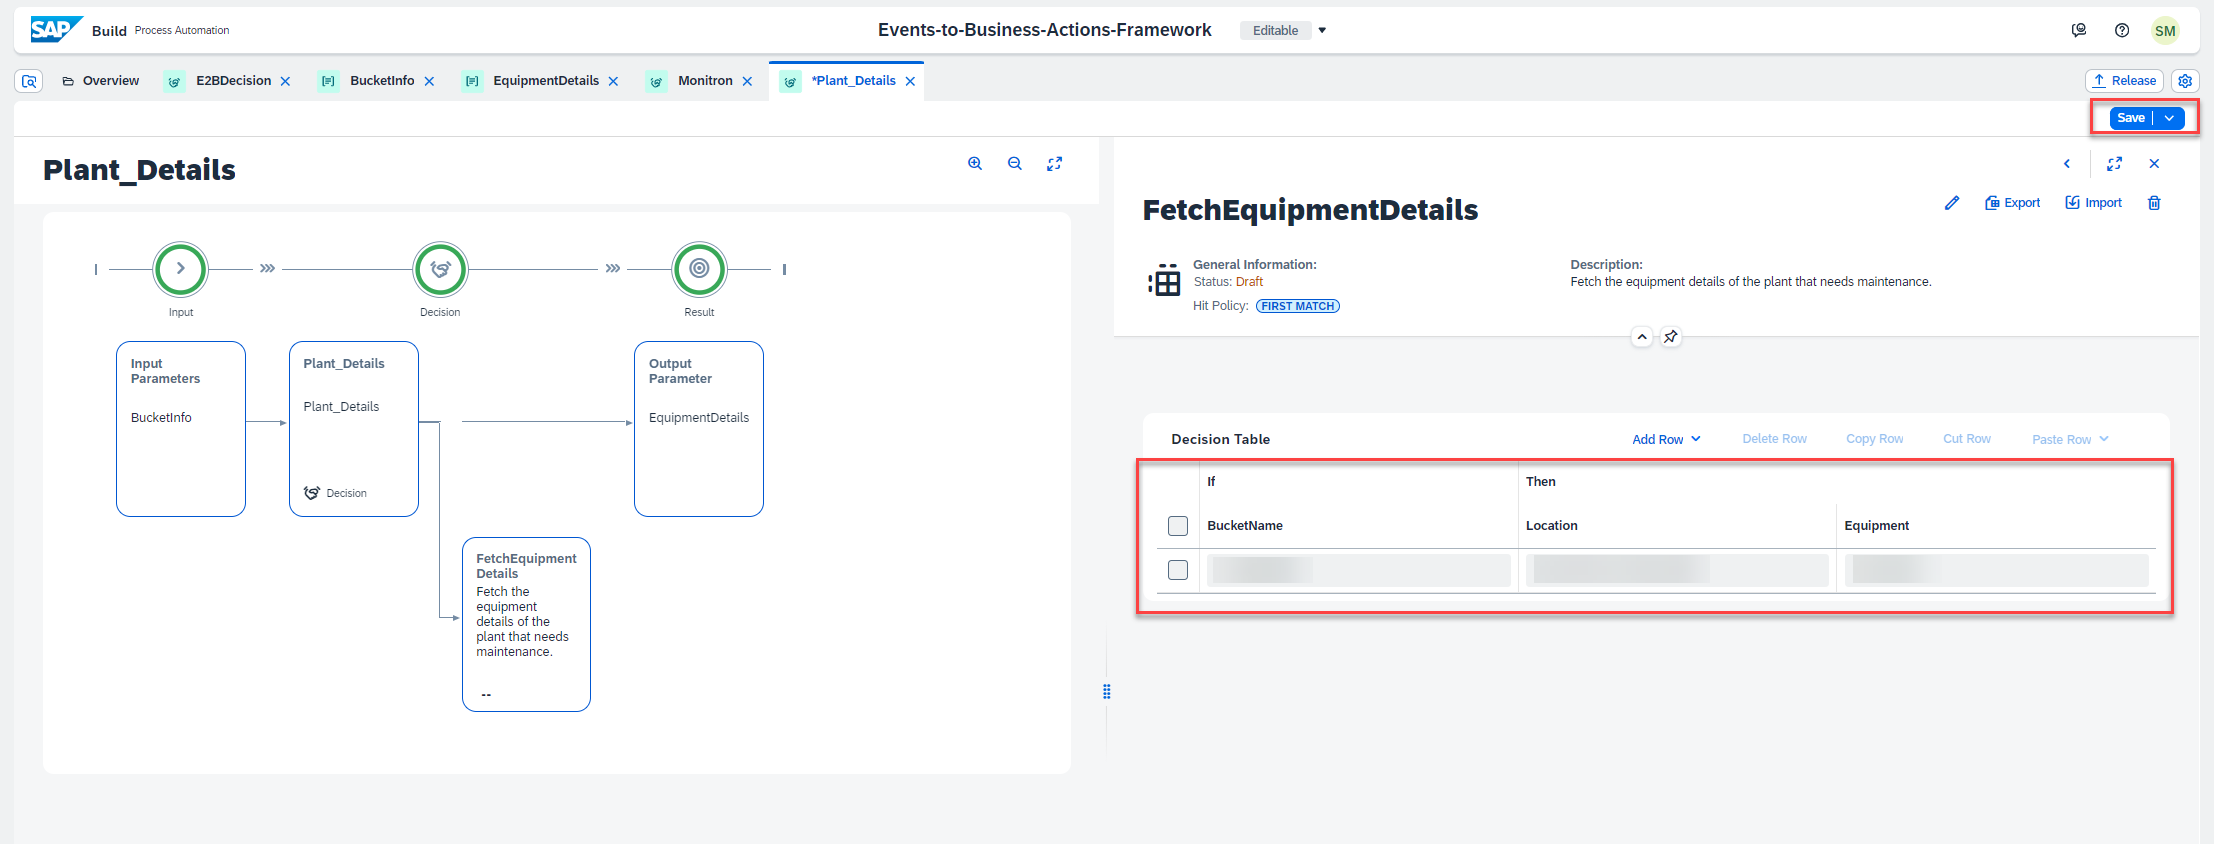 SAP Build Process Automation
Events-to-Business-Actions-Framework
Editable
SM
Overview
E2BDecision
BucketInfo
EquipmentDetails
Monitron
*Plant_Details
Release
Save
Plant_Details
Input
Decision
Result
Input
Parameters
BucketInfo
Plant_Details
Plant_Details
Decision
Output
Parameter
EquipmentDetails
FetchEquipment
Details
Fetch the
equipment
details of the
plant that needs
maintenance.
--
FetchEquipmentDetails
Export
Import
General Information:
Status: Draft
Hit Policy: FIRST MATCH
Description:
Fetch the equipment details of the plant that needs maintenance.
Decision Table
Add Row
Delete Row
Copy Row
Cut Row
Paste Row
If
Then
BucketName
Location
Equipment